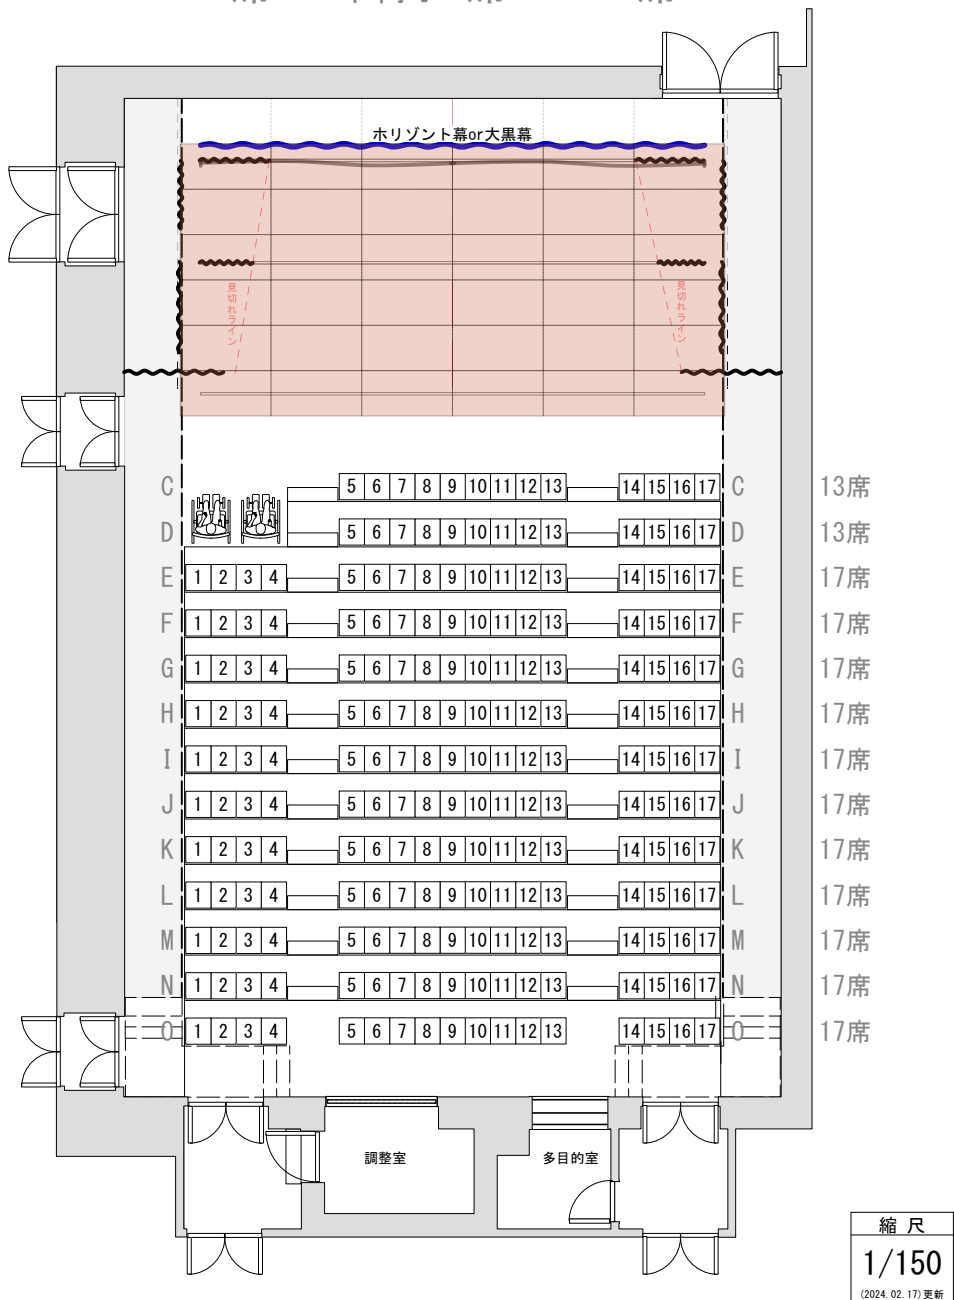 ホリゾント幕or大黒幕
見切れライン
見切れライン
C 5 6 7 8 9 10 11 12 13 14 15 16 17 C 13席
D 5 6 7 8 9 10 11 12 13 14 15 16 17 D 13席
E 1 2 3 4 5 6 7 8 9 10 11 12 13 14 15 16 17 E 17席
F 1 2 3 4 5 6 7 8 9 10 11 12 13 14 15 16 17 F 17席
G 1 2 3 4 5 6 7 8 9 10 11 12 13 14 15 16 17 G 17席
H 1 2 3 4 5 6 7 8 9 10 11 12 13 14 15 16 17 H 17席
I 1 2 3 4 5 6 7 8 9 10 11 12 13 14 15 16 17 I 17席
J 1 2 3 4 5 6 7 8 9 10 11 12 13 14 15 16 17 J 17席
K 1 2 3 4 5 6 7 8 9 10 11 12 13 14 15 16 17 K 17席
L 1 2 3 4 5 6 7 8 9 10 11 12 13 14 15 16 17 L 17席
M 1 2 3 4 5 6 7 8 9 10 11 12 13 14 15 16 17 M 17席
N 1 2 3 4 5 6 7 8 9 10 11 12 13 14 15 16 17 N 17席
O 1 2 3 4 5 6 7 8 9 10 11 12 13 14 15 16 17 O 17席
調整室
多目的室
縮 尺
1/150
(2024.02.17)更新